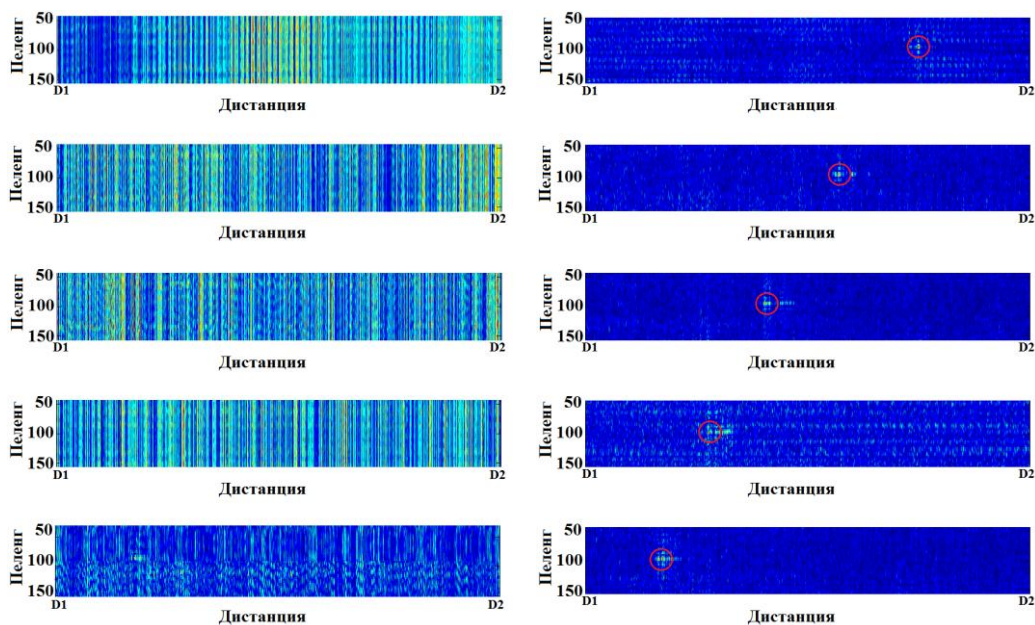 Пеленг
50
100
150
D1 D2
Дистанция
Пеленг
50
100
150
D1 D2
Дистанция
Пеленг
50
100
150
D1 D2
Дистанция
Пеленг
50
100
150
D1 D2
Дистанция
Пеленг
50
100
150
D1 D2
Дистанция
Пеленг
50
100
150
D1 D2
Дистанция
Пеленг
50
100
150
D1 D2
Дистанция
Пеленг
50
100
150
D1 D2
Дистанция
Пеленг
50
100
150
D1 D2
Дистанция
Пеленг
50
100
150
D1 D2
Дистанция